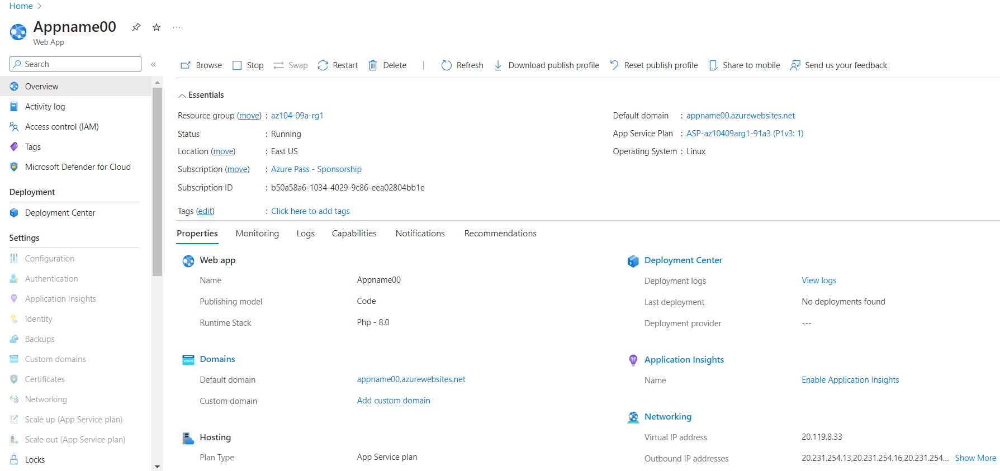 Home >
Appname00
Web App
Search
Browse Stop Swap Restart Delete Refresh Download publish profile Reset publish profile Share to mobile Send us your feedback
Overview
Activity log
Access control (IAM)
Tags
Microsoft Defender for Cloud
Deployment
Deployment Center
Settings
Configuration
Authentication
Application Insights
Identity
Backups
Custom domains
Certificates
Networking
Scale up (App Service plan)
Scale out (App Service plan)
Locks
Essentials
Resource group (move) : az104-09a-rg1
Status : Running
Location (move) : East US
Subscription (move) : Azure Pass - Sponsorship
Subscription ID : b50a58a6-1034-4029-9c86-eea02804bb1e
Tags (edit) : Click here to add tags
Default domain : appname00.azurewebsites.net
App Service Plan : ASP-az10409arg1-91a3 (P1v3: 1)
Operating System : Linux
Properties Monitoring Logs Capabilities Notifications Recommendations
Web app
Name Appname00
Publishing model Code
Runtime Stack Php - 8.0
Domains
Default domain appname00.azurewebsites.net
Custom domain Add custom domain
Hosting
Plan Type App Service plan
Deployment Center
Deployment logs View logs
Last deployment No deployments found
Deployment provider ---
Application Insights
Name Enable Application Insights
Networking
Virtual IP address 20.119.8.33
Outbound IP addresses 20.231.254.13,20.231.254.16,20.231.254... Show More